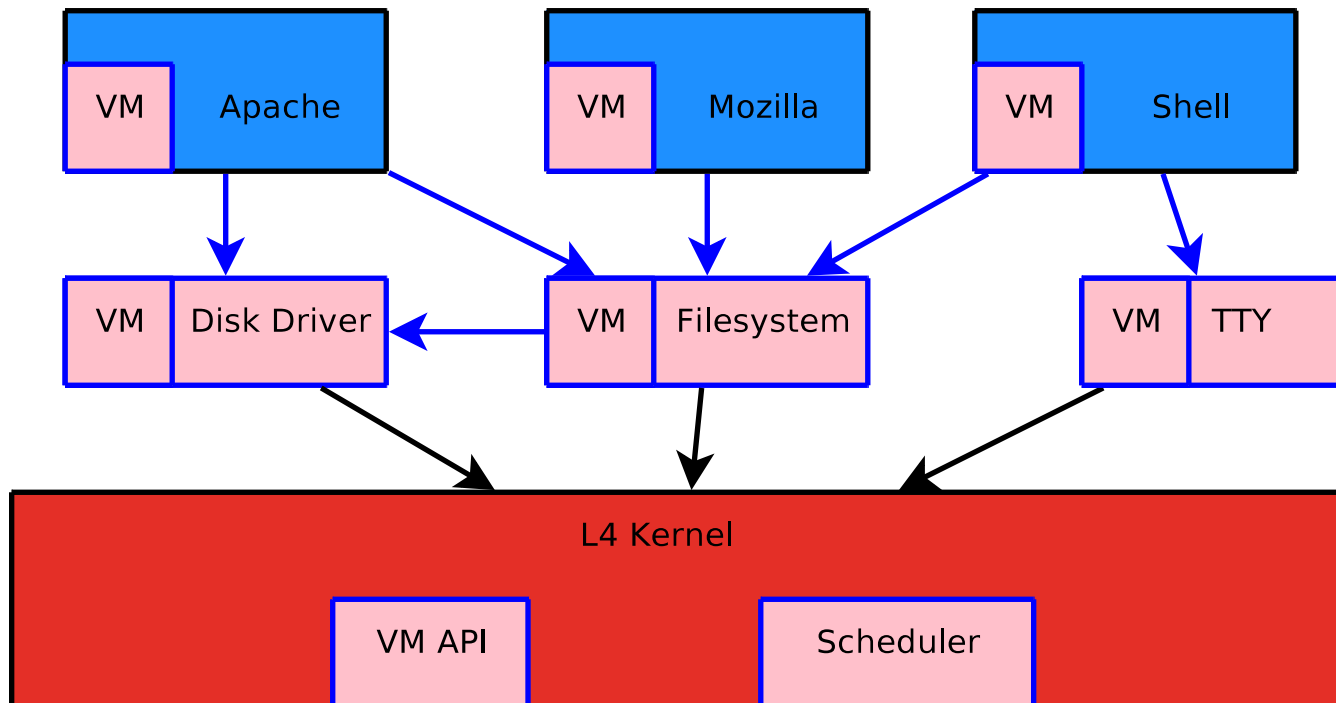 VM Apache
VM Mozilla
VM Shell
VM Disk Driver
VM Filesystem
VM TTY
L4 Kernel
VM API
Scheduler